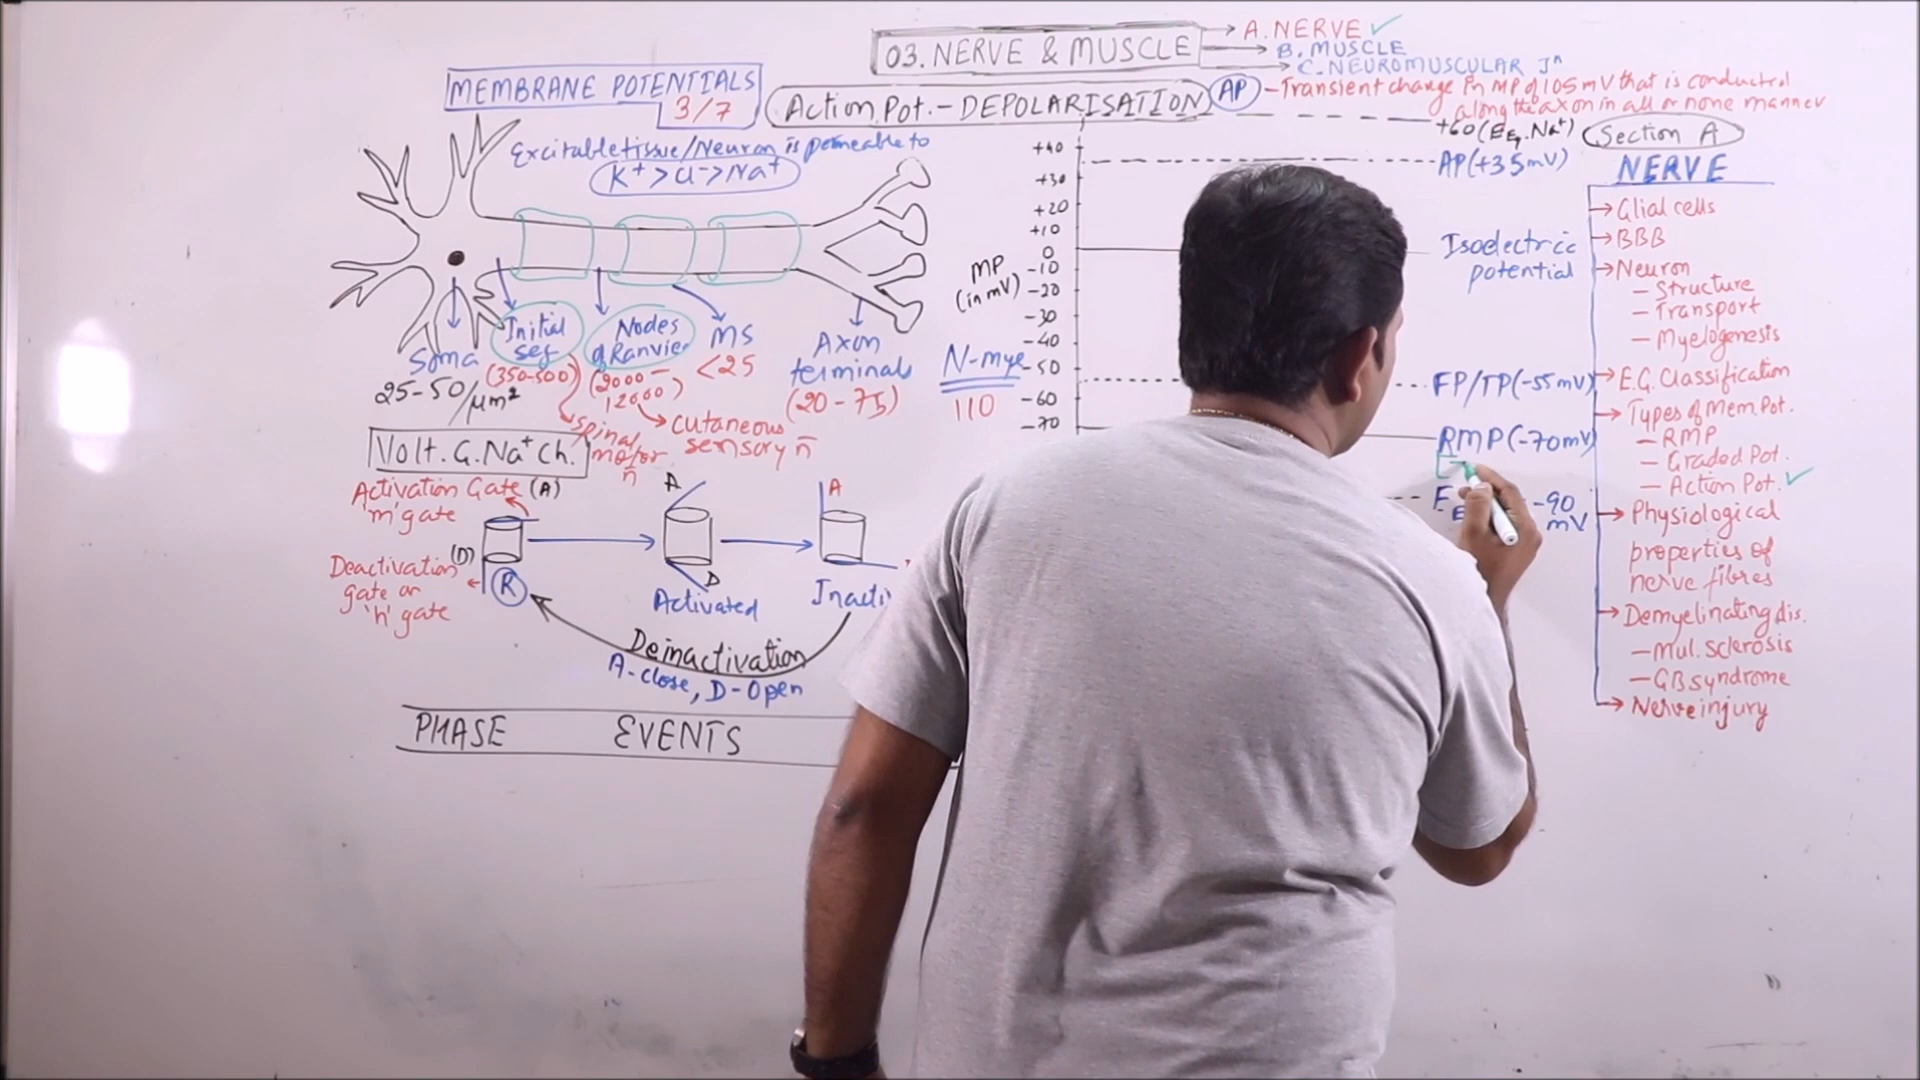 03. NERVE & MUSCLE
A. NERVE ✓
B. MUSCLE
C. NEUROMUSCULAR Jn
MEMBRANE POTENTIALS
3/7
Action Pot. – DEPOLARISATION
AP – Transient change in MP of 105 mV that is conducted
along the axon in all or none manner
Excitable tissue/Neuron is permeable to
K+ > Cl- > Na+
Soma
25-50/μm²
Initial
seg
(350-500)
spinal
motor
n̄
Nodes
of Ranvier
(2000-
12000)
cutaneous
sensory n̄
MS
<25
Axon
terminals
(20-75)
N-mye
110
Volt. G. Na+ Ch.
Activation Gate (A)
'm' gate
(D)
Deactivation
gate or
'h' gate
R
A
D
Activated
A
Inacti
Deinactivation
A-close, D-Open
PHASE EVENTS
MP
(in mV)
+40
+30
+20
+10
0
-10
-20
-30
-40
-50
-60
-70
+60 (E Eq. Na+)
AP (+35mV)
Isoelectric
potential
FP/TP (-55mV)
RMP (-70mV)
E
-90
mV
Section A
NERVE
Glial cells
BBB
Neuron
– Structure
– Transport
– Myelogenesis
E.G. Classification
Types of Mem Pot.
– RMP
– Graded Pot.
– Action Pot. ✓
Physiological
properties of
nerve fibres
Demyelinating dis.
– Mul. Sclerosis
– GB syndrome
Nerve injury